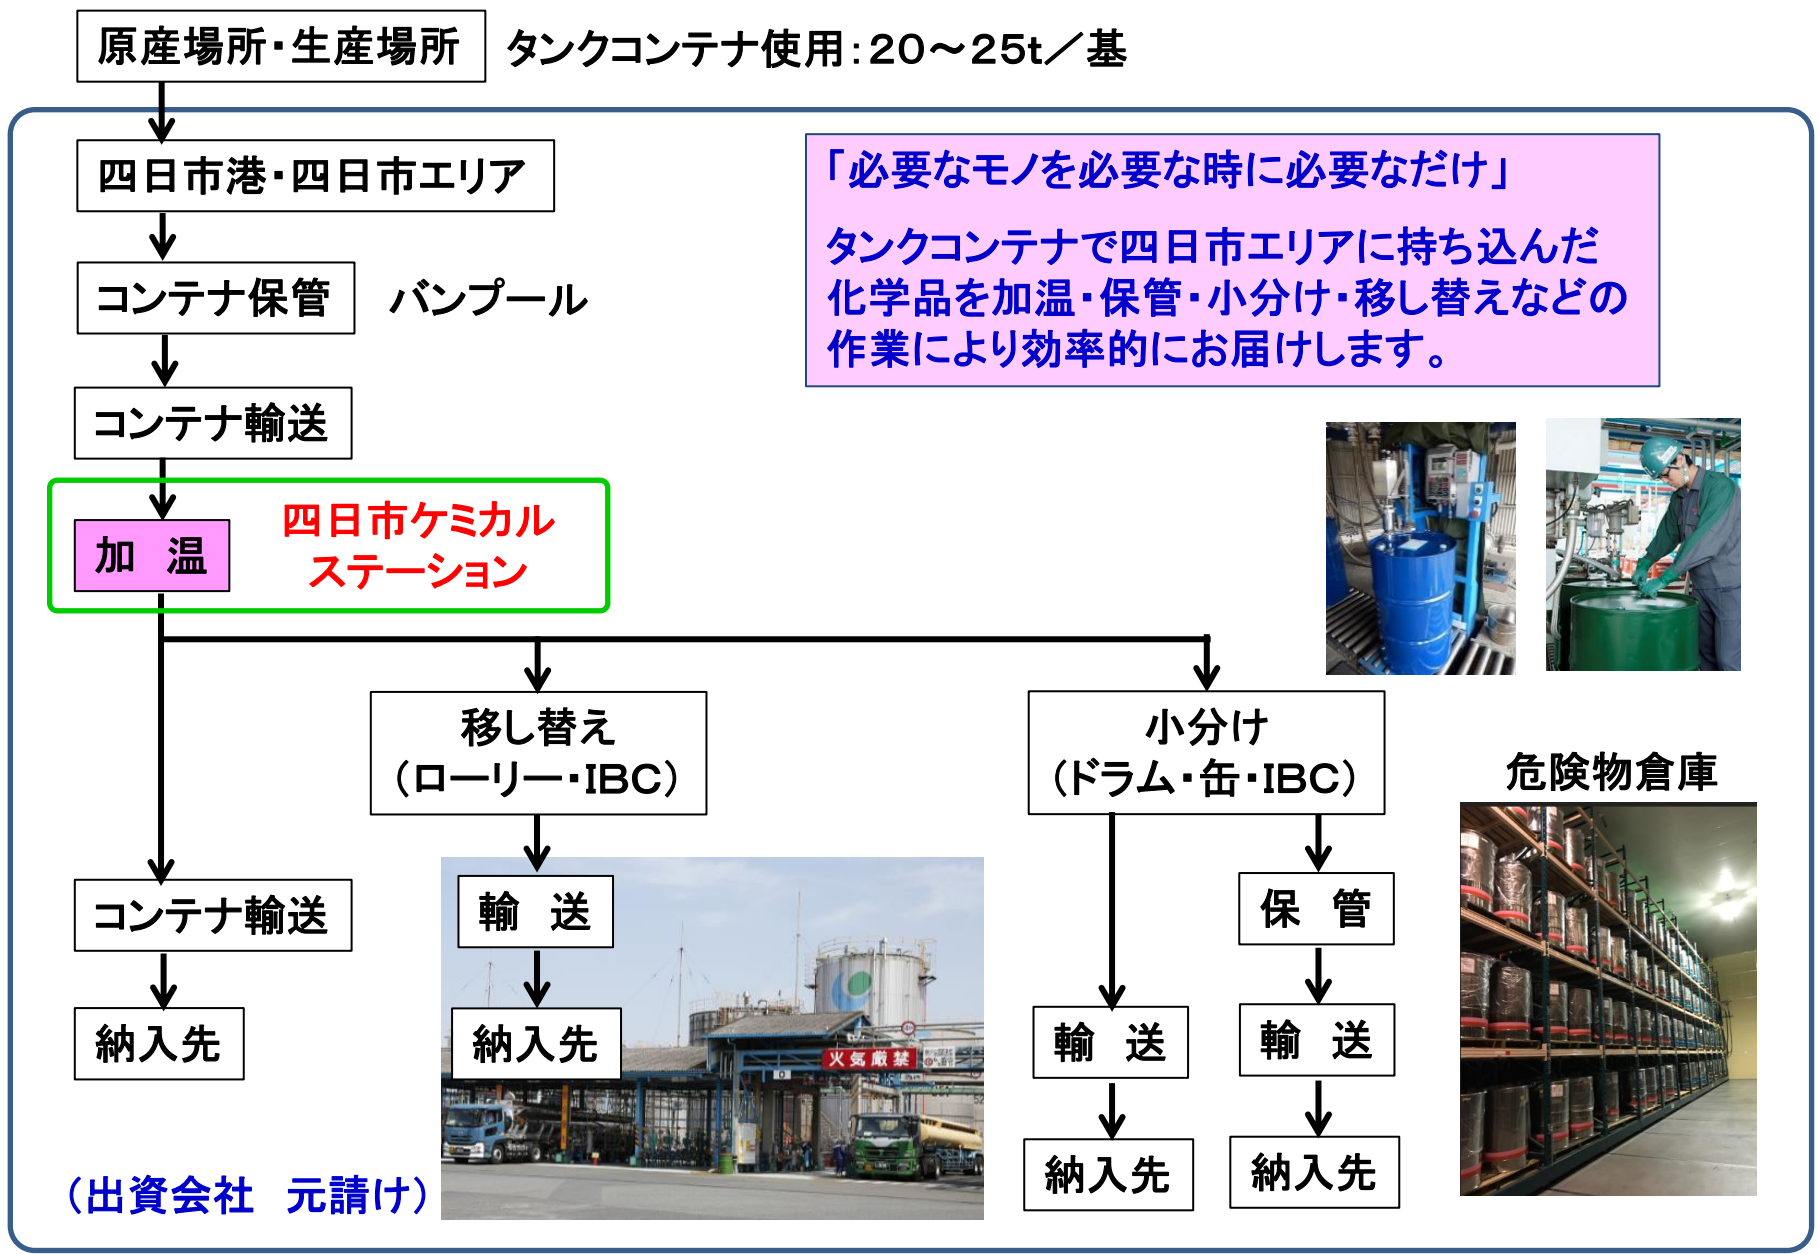 原産場所・生産場所
タンクコンテナ使用：20～25t／基
四日市港・四日市エリア
「必要なモノを必要な時に必要なだけ」
タンクコンテナで四日市エリアに持ち込んだ
化学品を加温・保管・小分け・移し替えなどの
作業により効率的にお届けします。
コンテナ保管
バンプール
コンテナ輸送
加　温
四日市ケミカル
ステーション
移し替え
（ローリー・IBC）
小分け
（ドラム・缶・IBC）
危険物倉庫
コンテナ輸送
輸　送
保　管
納入先
納入先
輸　送
輸　送
火気厳禁
納入先
納入先
（出資会社　元請け）